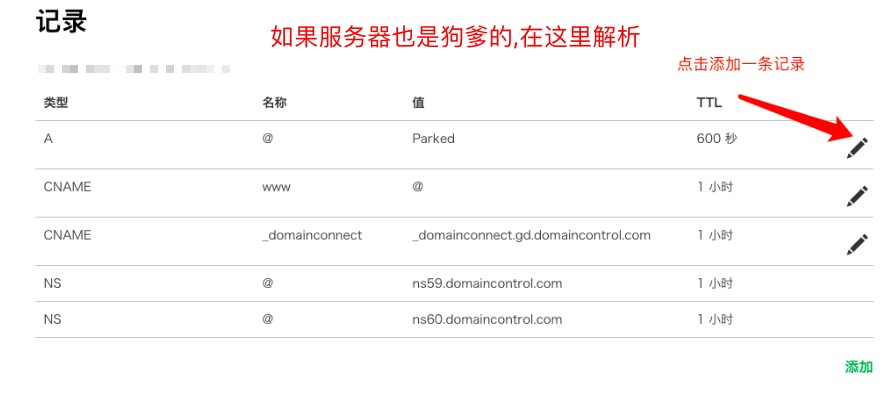 记录
如果服务器也是狗爹的,在这里解析
点击添加一条记录
类型 名称 值 TTL
A @ Parked 600 秒
CNAME www @ 1 小时
CNAME _domainconnect _domainconnect.gd.domaincontrol.com 1 小时
NS @ ns59.domaincontrol.com 1 小时
NS @ ns60.domaincontrol.com 1 小时
添加